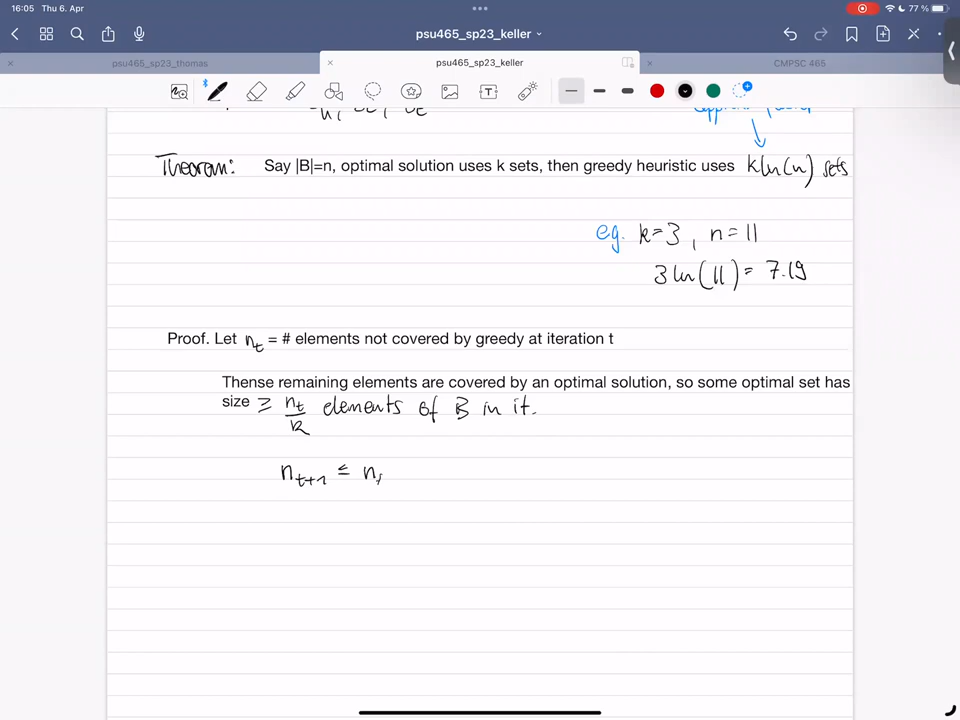 16:05 Thu 6. Apr
77 %
psu465_sp23_keller
psu465_sp23_thomas
psu465_sp23_keller
CMPSC 465
Theorem: Say |B|=n, optimal solution uses k sets, then greedy heuristic uses k ln(n) sets
eg. k=3, n=11
3 ln(11) = 7.19
Proof. Let n_t = # elements not covered by greedy at iteration t
Thense remaining elements are covered by an optimal solution, so some optimal set has
size ≥ n_t/k elements of B in it.
n_{t+1} ≤ n_t